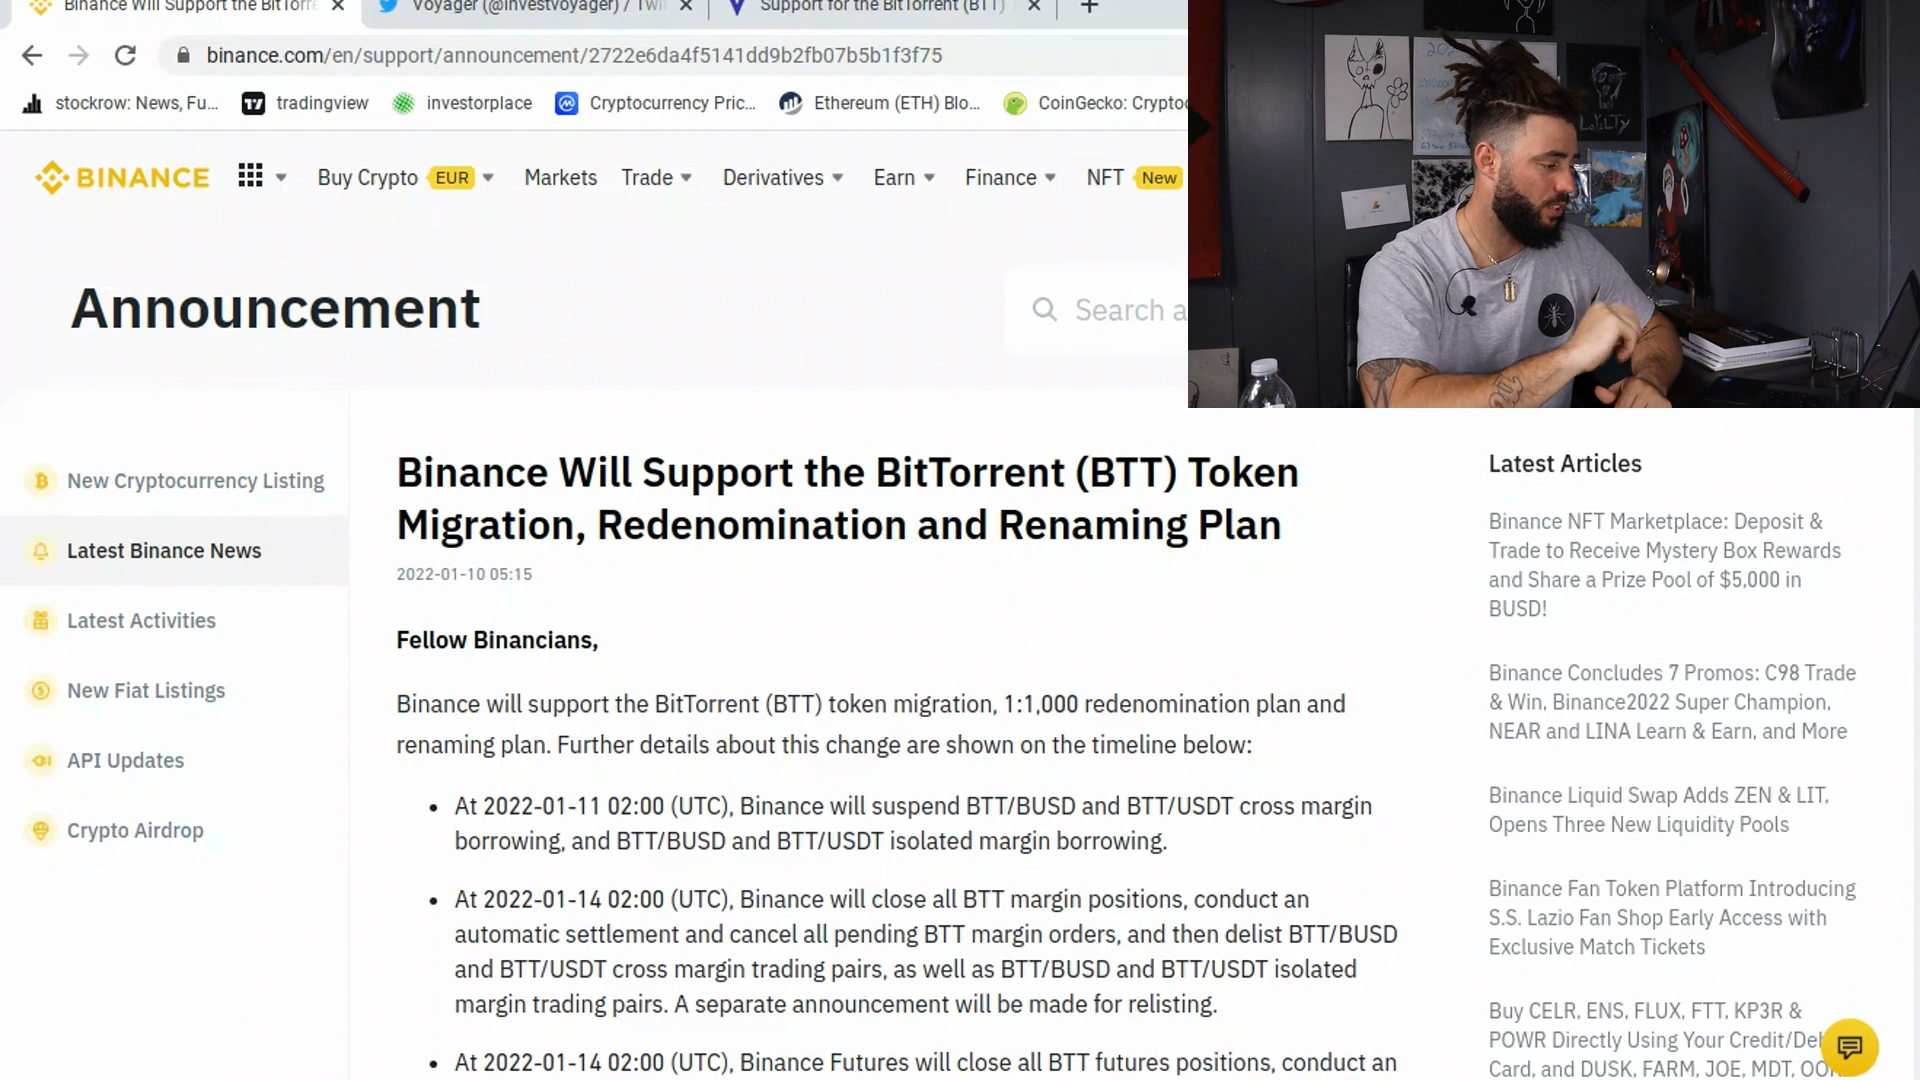 Binance Will Support the BitTorre
Voyager (@investvoyager) / Twi
Support for the BitTorrent (BTT)
binance.com/en/support/announcement/2722e6da4f5141dd9b2fb07b5b1f3f75
stockrow: News, Fu...
tradingview
investorplace
Cryptocurrency Pric...
Ethereum (ETH) Blo...
CoinGecko: Cryptoc
BINANCE
Buy Crypto EUR
Markets
Trade
Derivatives
Earn
Finance
NFT New
LOYALTY
Announcement
Search a
New Cryptocurrency Listing
Latest Binance News
Latest Activities
New Fiat Listings
API Updates
Crypto Airdrop
Binance Will Support the BitTorrent (BTT) Token
Migration, Redenomination and Renaming Plan
2022-01-10 05:15
Fellow Binancians,
Binance will support the BitTorrent (BTT) token migration, 1:1,000 redenomination plan and
renaming plan. Further details about this change are shown on the timeline below:
• At 2022-01-11 02:00 (UTC), Binance will suspend BTT/BUSD and BTT/USDT cross margin
borrowing, and BTT/BUSD and BTT/USDT isolated margin borrowing.
• At 2022-01-14 02:00 (UTC), Binance will close all BTT margin positions, conduct an
automatic settlement and cancel all pending BTT margin orders, and then delist BTT/BUSD
and BTT/USDT cross margin trading pairs, as well as BTT/BUSD and BTT/USDT isolated
margin trading pairs. A separate announcement will be made for relisting.
• At 2022-01-14 02:00 (UTC), Binance Futures will close all BTT futures positions, conduct an
Latest Articles
Binance NFT Marketplace: Deposit &
Trade to Receive Mystery Box Rewards
and Share a Prize Pool of $5,000 in
BUSD!
Binance Concludes 7 Promos: C98 Trade
& Win, Binance2022 Super Champion,
NEAR and LINA Learn & Earn, and More
Binance Liquid Swap Adds ZEN & LIT,
Opens Three New Liquidity Pools
Binance Fan Token Platform Introducing
S.S. Lazio Fan Shop Early Access with
Exclusive Match Tickets
Buy CELR, ENS, FLUX, FTT, KP3R &
POWR Directly Using Your Credit/Deb
Card, and DUSK, FARM, JOE, MDT, OO